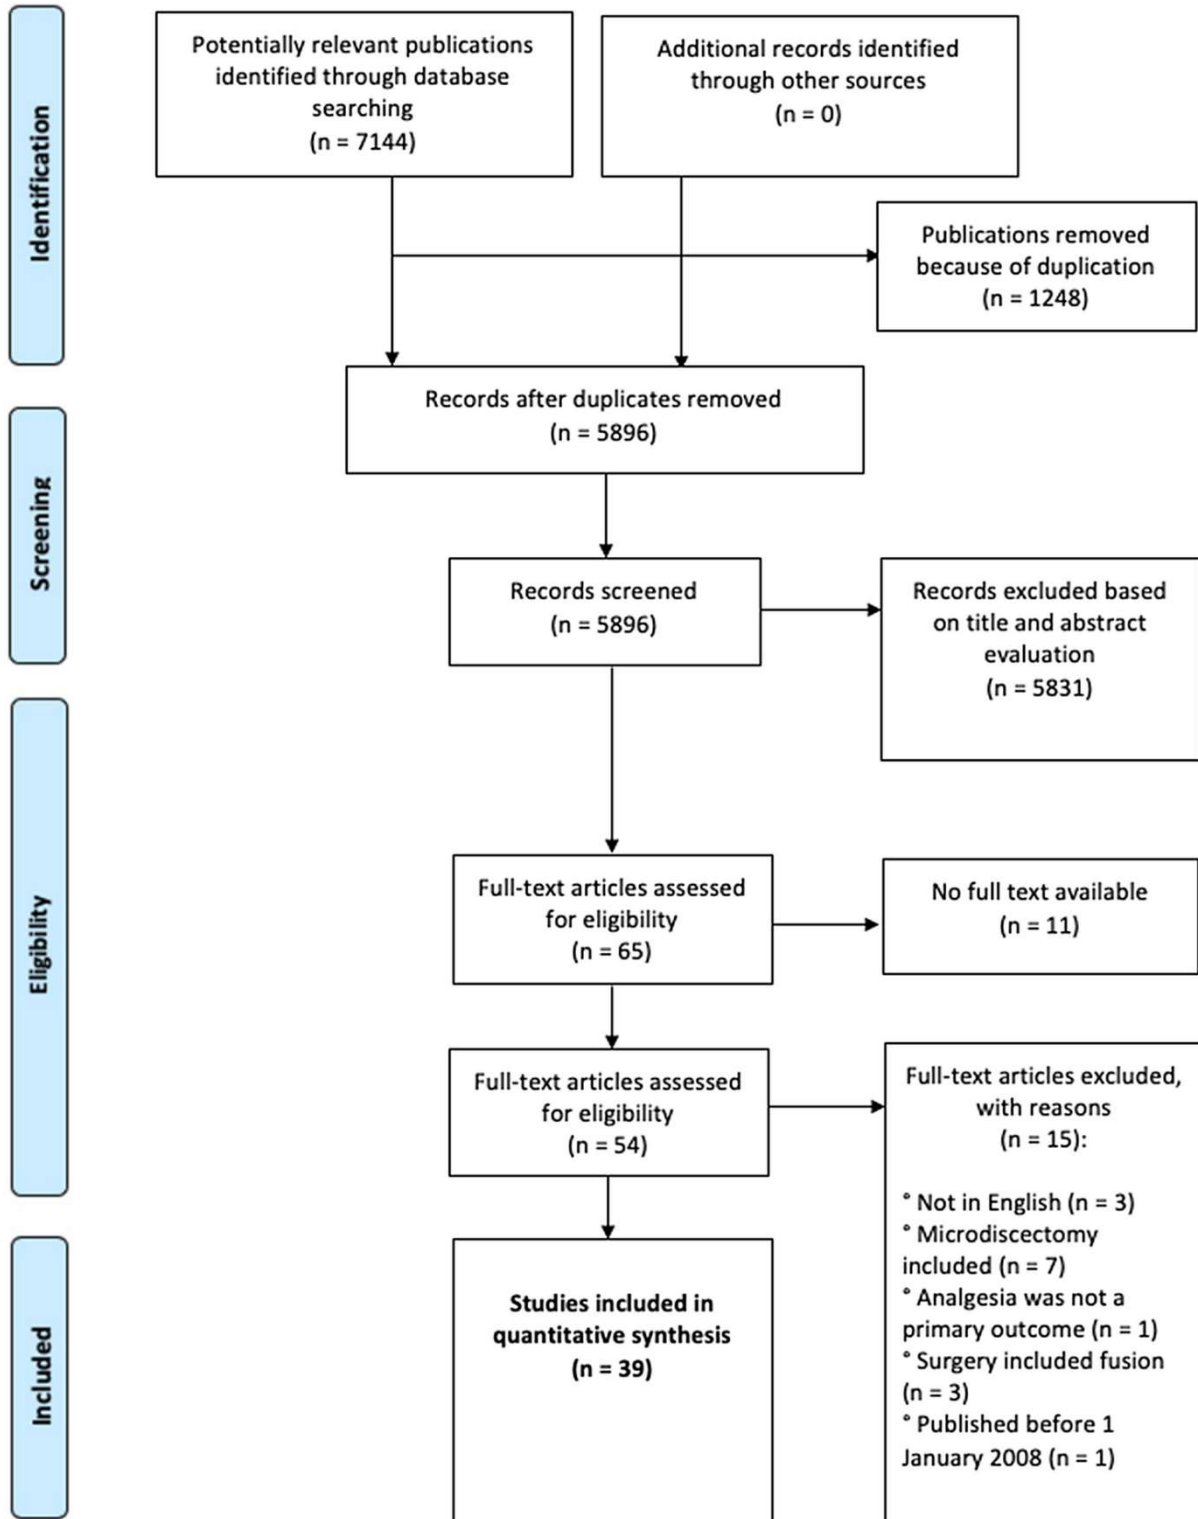 Identification
Potentially relevant publications
identified through database
searching
(n = 7144)
Additional records identified
through other sources
(n = 0)
Publications removed
because of duplication
(n = 1248)
Records after duplicates removed
(n = 5896)
Screening
Records screened
(n = 5896)
Records excluded based
on title and abstract
evaluation
(n = 5831)
Eligibility
Full-text articles assessed
for eligibility
(n = 65)
No full text available
(n = 11)
Full-text articles assessed
for eligibility
(n = 54)
Full-text articles excluded,
with reasons
(n = 15):
° Not in English (n = 3)
° Microdiscectomy
included (n = 7)
° Analgesia was not a
primary outcome (n = 1)
° Surgery included fusion
(n = 3)
° Published before 1
January 2008 (n = 1)
Included
Studies included in
quantitative synthesis
(n = 39)